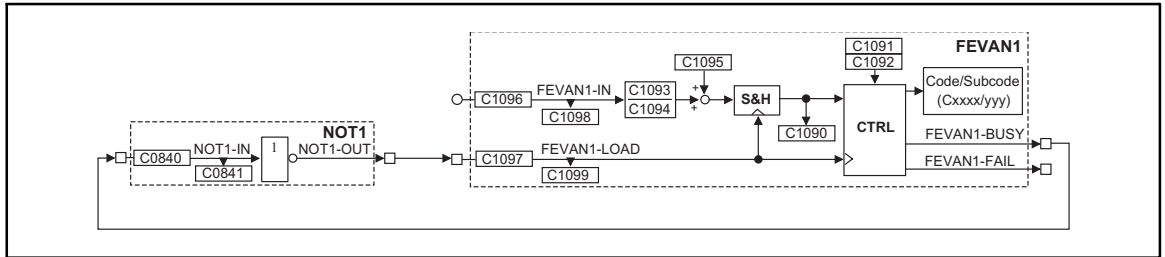 C1091
FEVAN1
C1092
C1095
Code/Subcode
(Cxxxx/yyy)
C1096
FEVAN1-IN
C1093
C1094
+
+
S&H
C1098
C1090
CTRL
NOT1
FEVAN1-BUSY
C0840
NOT1-IN
1
NOT1-OUT
C1097
FEVAN1-LOAD
FEVAN1-FAIL
C0841
C1099